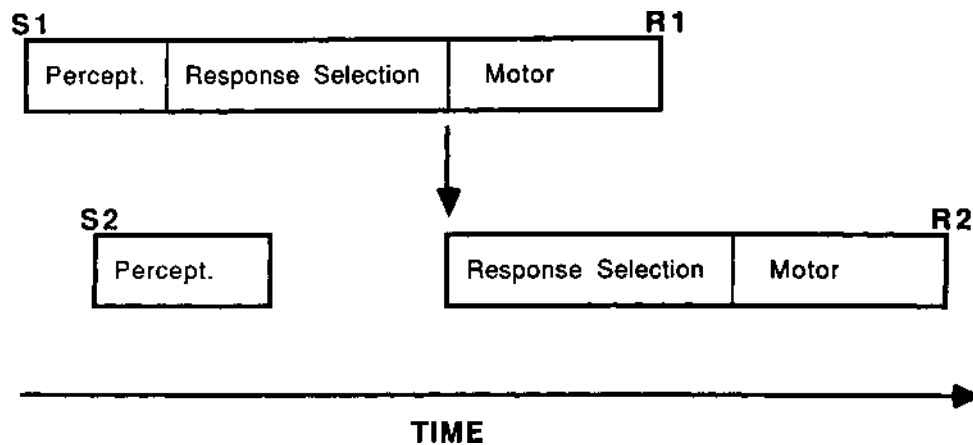 S1 R1
Percept. Response Selection Motor
S2 R2
Percept. Response Selection Motor
TIME